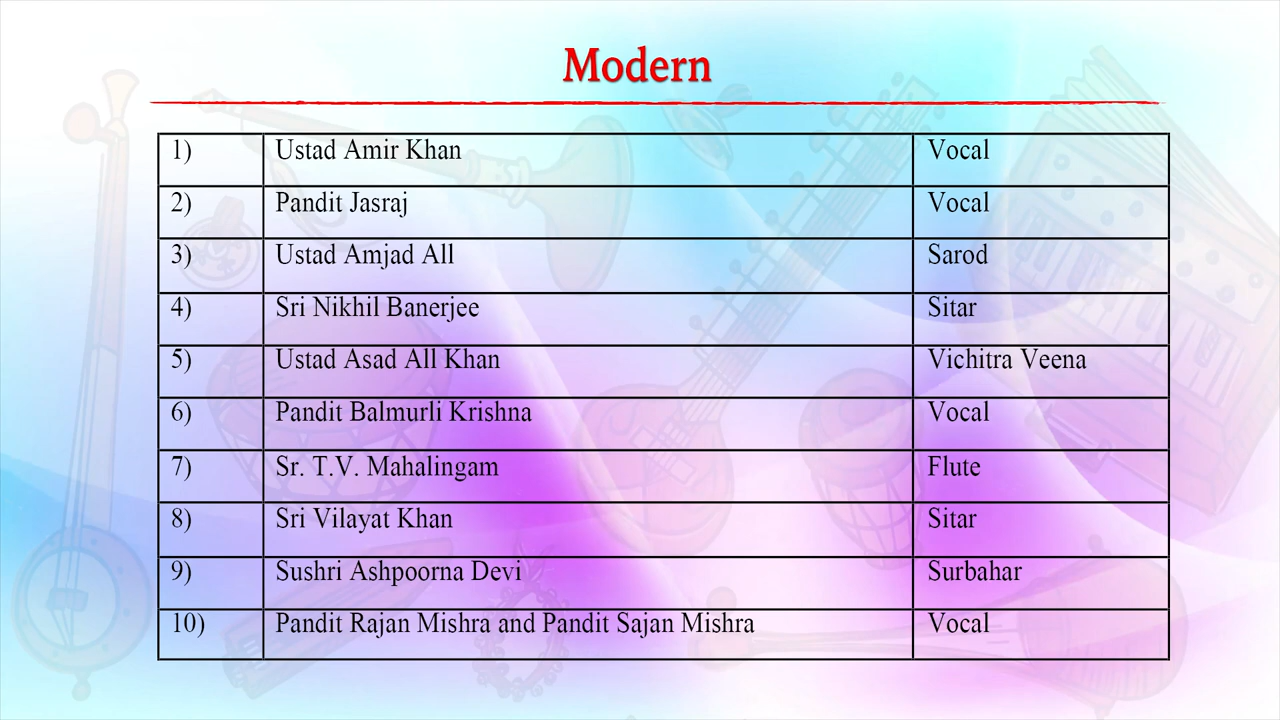 Modern
1) Ustad Amir Khan Vocal
2) Pandit Jasraj Vocal
3) Ustad Amjad All Sarod
4) Sri Nikhil Banerjee Sitar
5) Ustad Asad All Khan Vichitra Veena
6) Pandit Balmurli Krishna Vocal
7) Sr. T.V. Mahalingam Flute
8) Sri Vilayat Khan Sitar
9) Sushri Ashpoorna Devi Surbahar
10) Pandit Rajan Mishra and Pandit Sajan Mishra Vocal